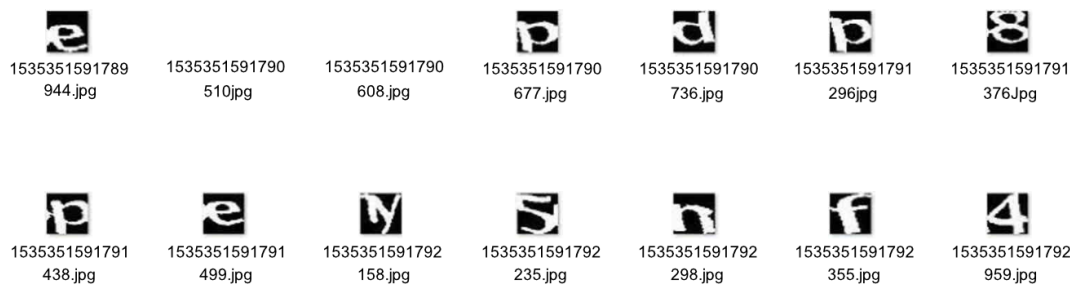 e p d p 8
1535351591789 1535351591790 1535351591790 1535351591790 1535351591790 1535351591791 1535351591791
944.jpg 510jpg 608.jpg 677.jpg 736.jpg 296jpg 376Jpg
p e y 5 n f 4
1535351591791 1535351591791 1535351591792 1535351591792 1535351591792 1535351591792 1535351591792
438.jpg 499.jpg 158.jpg 235.jpg 298.jpg 355.jpg 959.jpg